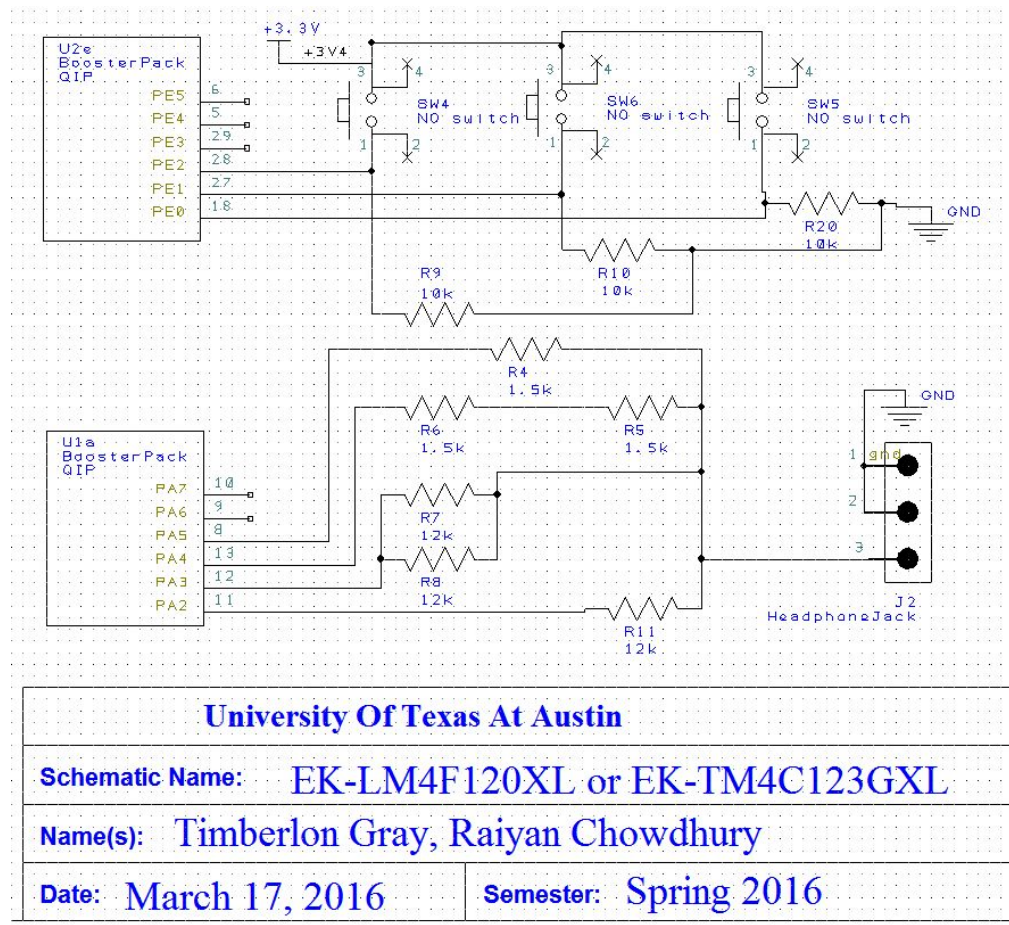 +3.3V
+3V4
U2e
BoosterPack
QIP
PE5 6
PE4 5
PE3 29
PE2 28
PE1 27
PE0 18
3 4
SW4
NO switch
1 2
3 4
SW6
NO switch
1 2
3 4
SW5
NO switch
1 2
R20
10k
GND
R10
10k
R9
10k
R4
1.5k
R6
1.5k
R5
1.5k
U1a
BoosterPack
QIP
PA7 10
PA6 9
PA5 8
PA4 13
PA3 12
PA2 11
R7
12k
R8
12k
R11
12k
GND
1 gnd
2
3
J2
HeadphoneJack
University Of Texas At Austin
Schematic Name: EK-LM4F120XL or EK-TM4C123GXL
Name(s): Timberlon Gray, Raiyan Chowdhury
Date: March 17, 2016 Semester: Spring 2016